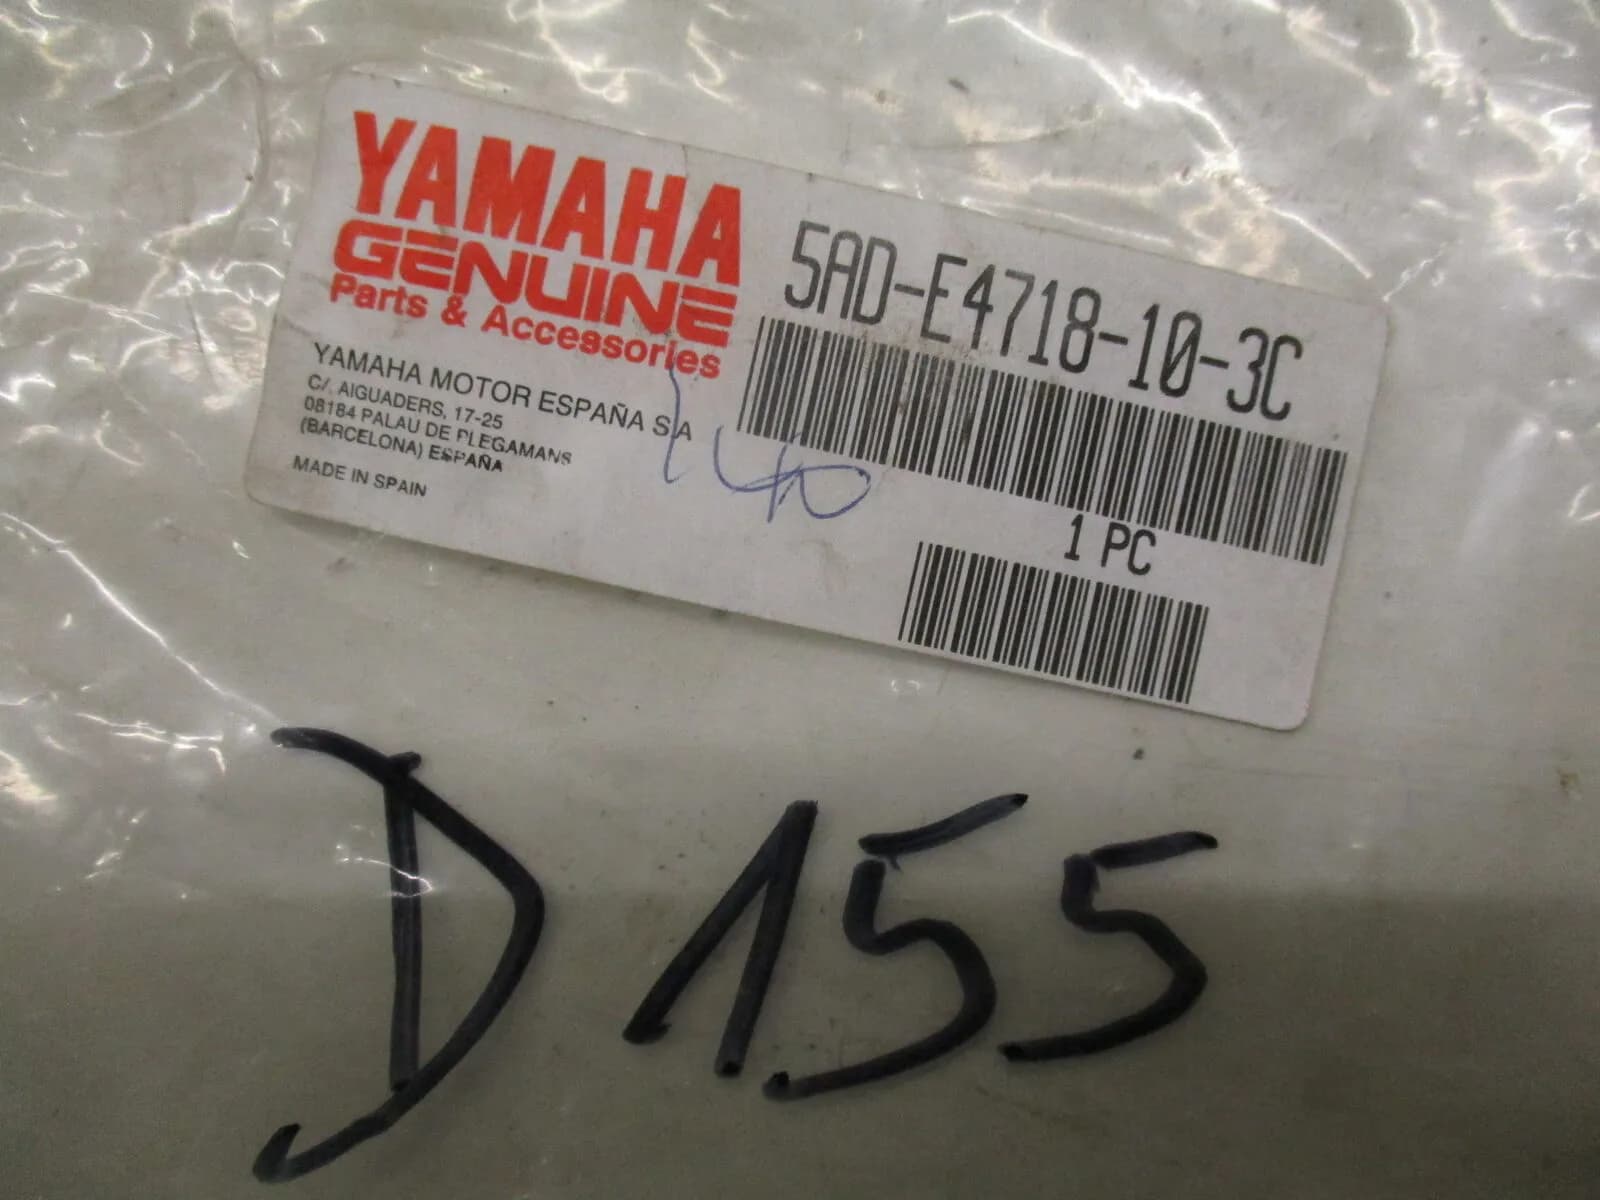 YAMAHA
GENUINE
Parts & Accessories
YAMAHA MOTOR ESPAÑA S.A
C/. AIGUADERS, 17-25
08184 PALAU DE PLEGAMANS
(BARCELONA) ESPAÑA
MADE IN SPAIN
5AD-E4718-10-3C
1 PC
D155